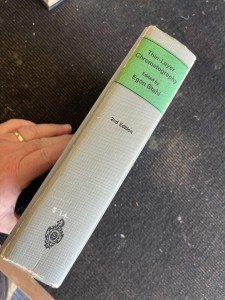 Thin-Layer
Chromatography
Edited by
Egon Stahl
2nd Edition